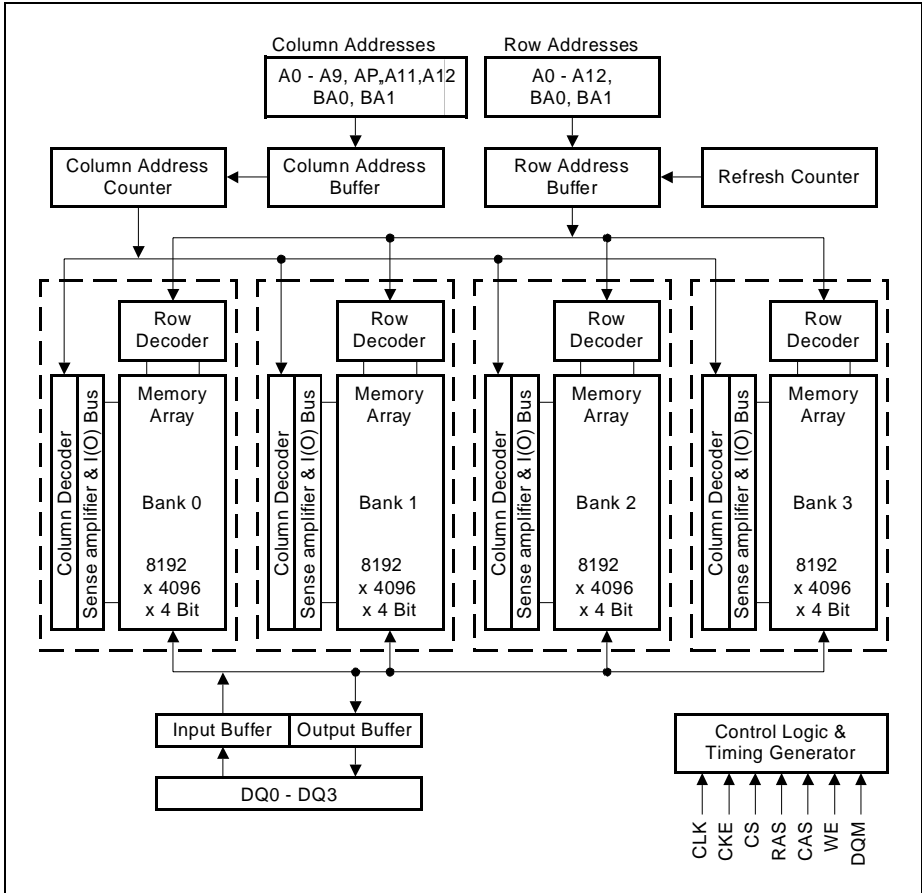 Column Addresses
Row Addresses
A0 - A9, AP,,A11,A12
BA0, BA1
A0 - A12,
BA0, BA1
Column Address
Counter
Column Address
Buffer
Row Address
Buffer
Refresh Counter
Row
Decoder
Row
Decoder
Row
Decoder
Row
Decoder
Column Decoder
Sense amplifier & I(O) Bus
Memory
Array
Bank 0
8192
x 4096
x 4 Bit
Column Decoder
Sense amplifier & I(O) Bus
Memory
Array
Bank 1
8192
x 4096
x 4 Bit
Column Decoder
Sense amplifier & I(O) Bus
Memory
Array
Bank 2
8192
x 4096
x 4 Bit
Column Decoder
Sense amplifier & I(O) Bus
Memory
Array
Bank 3
8192
x 4096
x 4 Bit
Input Buffer
Output Buffer
DQ0 - DQ3
Control Logic &
Timing Generator
CLK
CKE
CS
RAS
CAS
WE
DQM